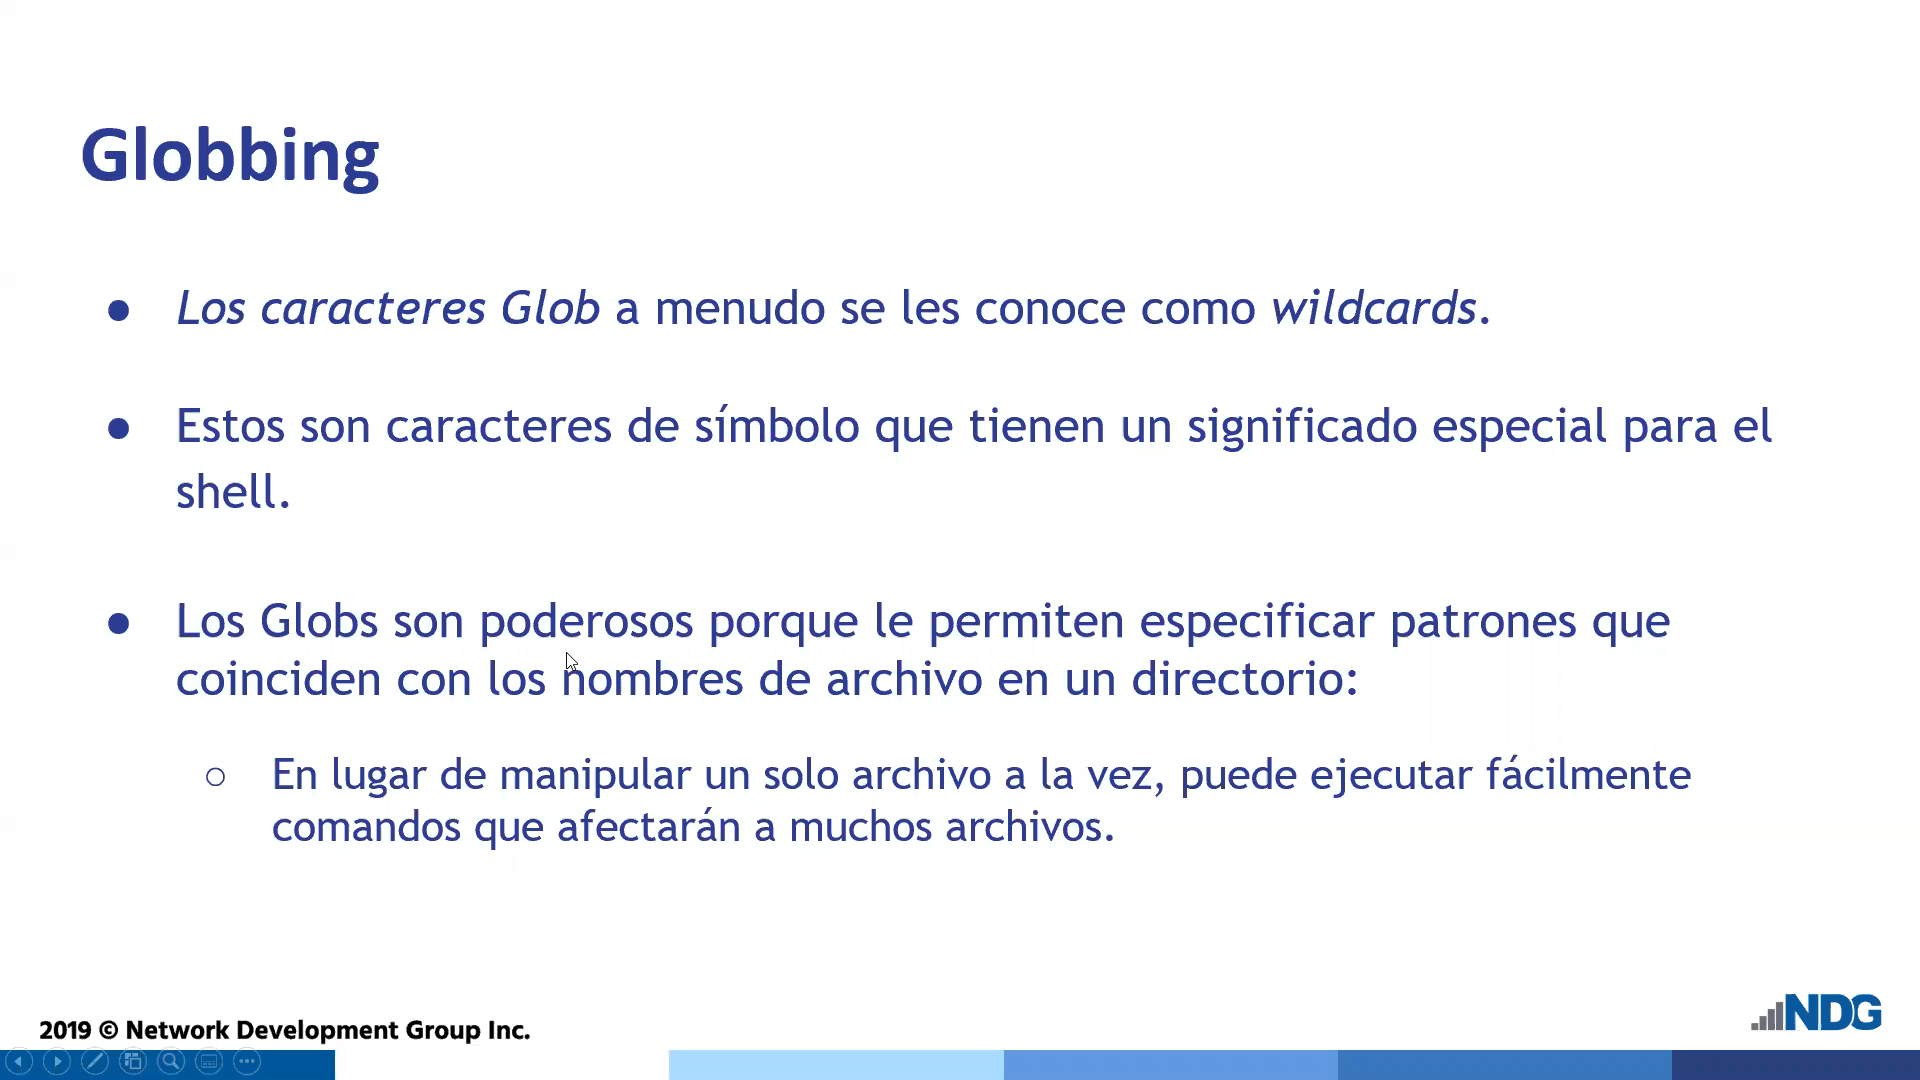 Globbing
● Los caracteres Glob a menudo se les conoce como wildcards.
● Estos son caracteres de símbolo que tienen un significado especial para el
shell.
● Los Globs son poderosos porque le permiten especificar patrones que
coinciden con los nombres de archivo en un directorio:
○ En lugar de manipular un solo archivo a la vez, puede ejecutar fácilmente
comandos que afectarán a muchos archivos.
2019 © Network Development Group Inc.
NDG